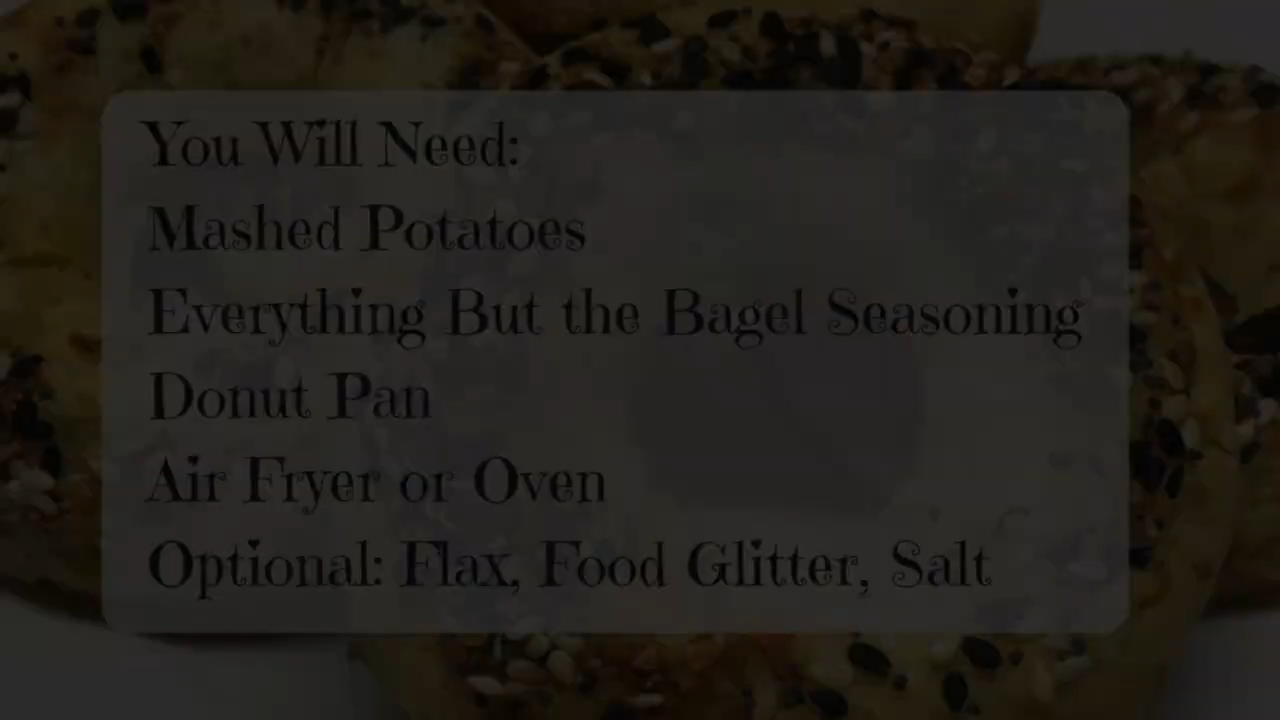 You Will Need:
Mashed Potatoes
Everything But the Bagel Seasoning
Donut Pan
Air Fryer or Oven
Optional: Flax, Food Glitter, Salt